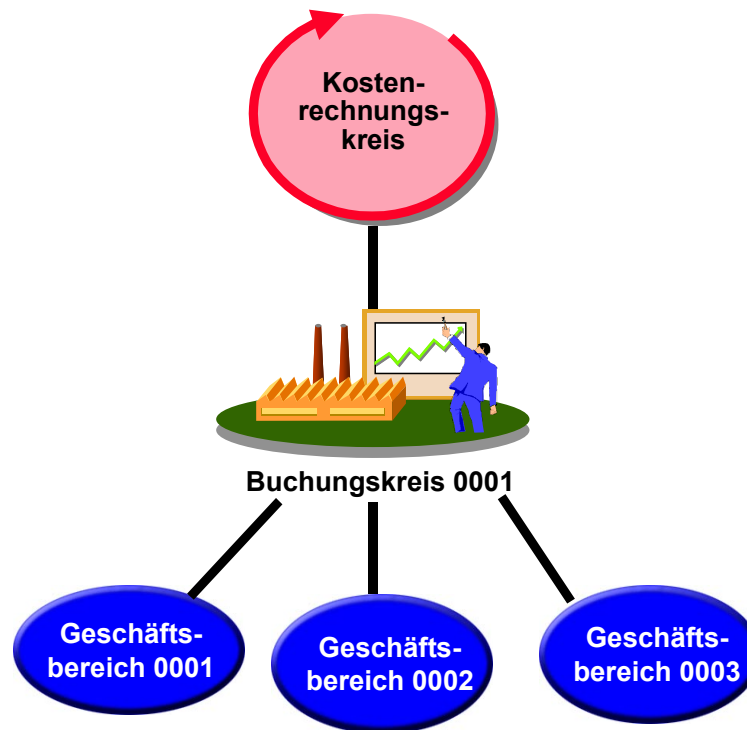 Kosten-
rechnungs-
kreis
Buchungskreis 0001
Geschäfts-
bereich 0001
Geschäfts-
bereich 0002
Geschäfts-
bereich 0003